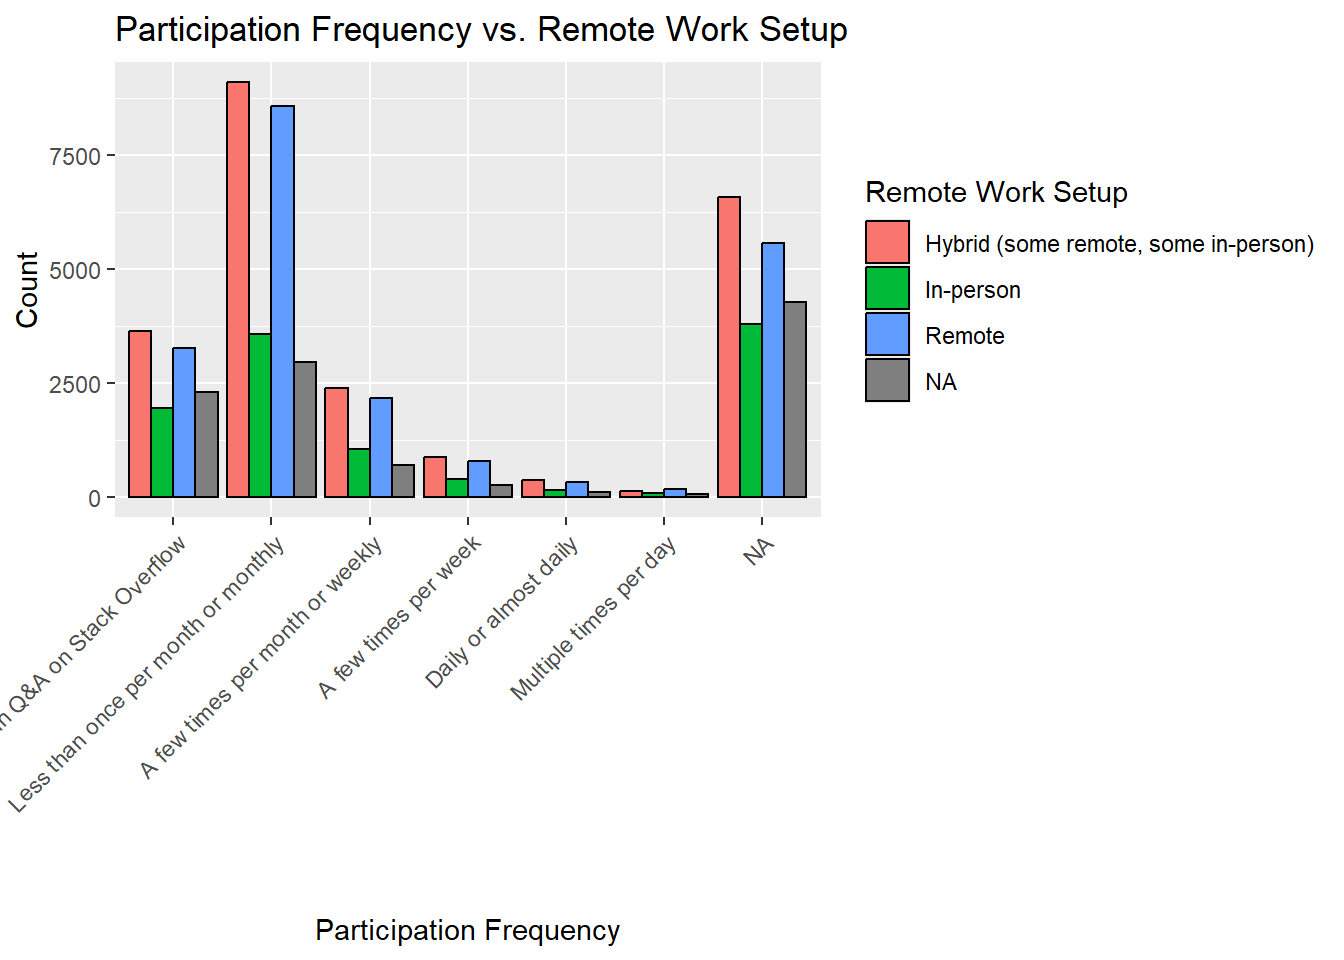 Participation Frequency vs. Remote Work Setup
Count
7500
5000
2500
0
Q&A on Stack Overflow
Less than once per month or monthly
A few times per month or weekly
A few times per week
Daily or almost daily
Multiple times per day
NA
Participation Frequency
Remote Work Setup
Hybrid (some remote, some in-person)
In-person
Remote
NA